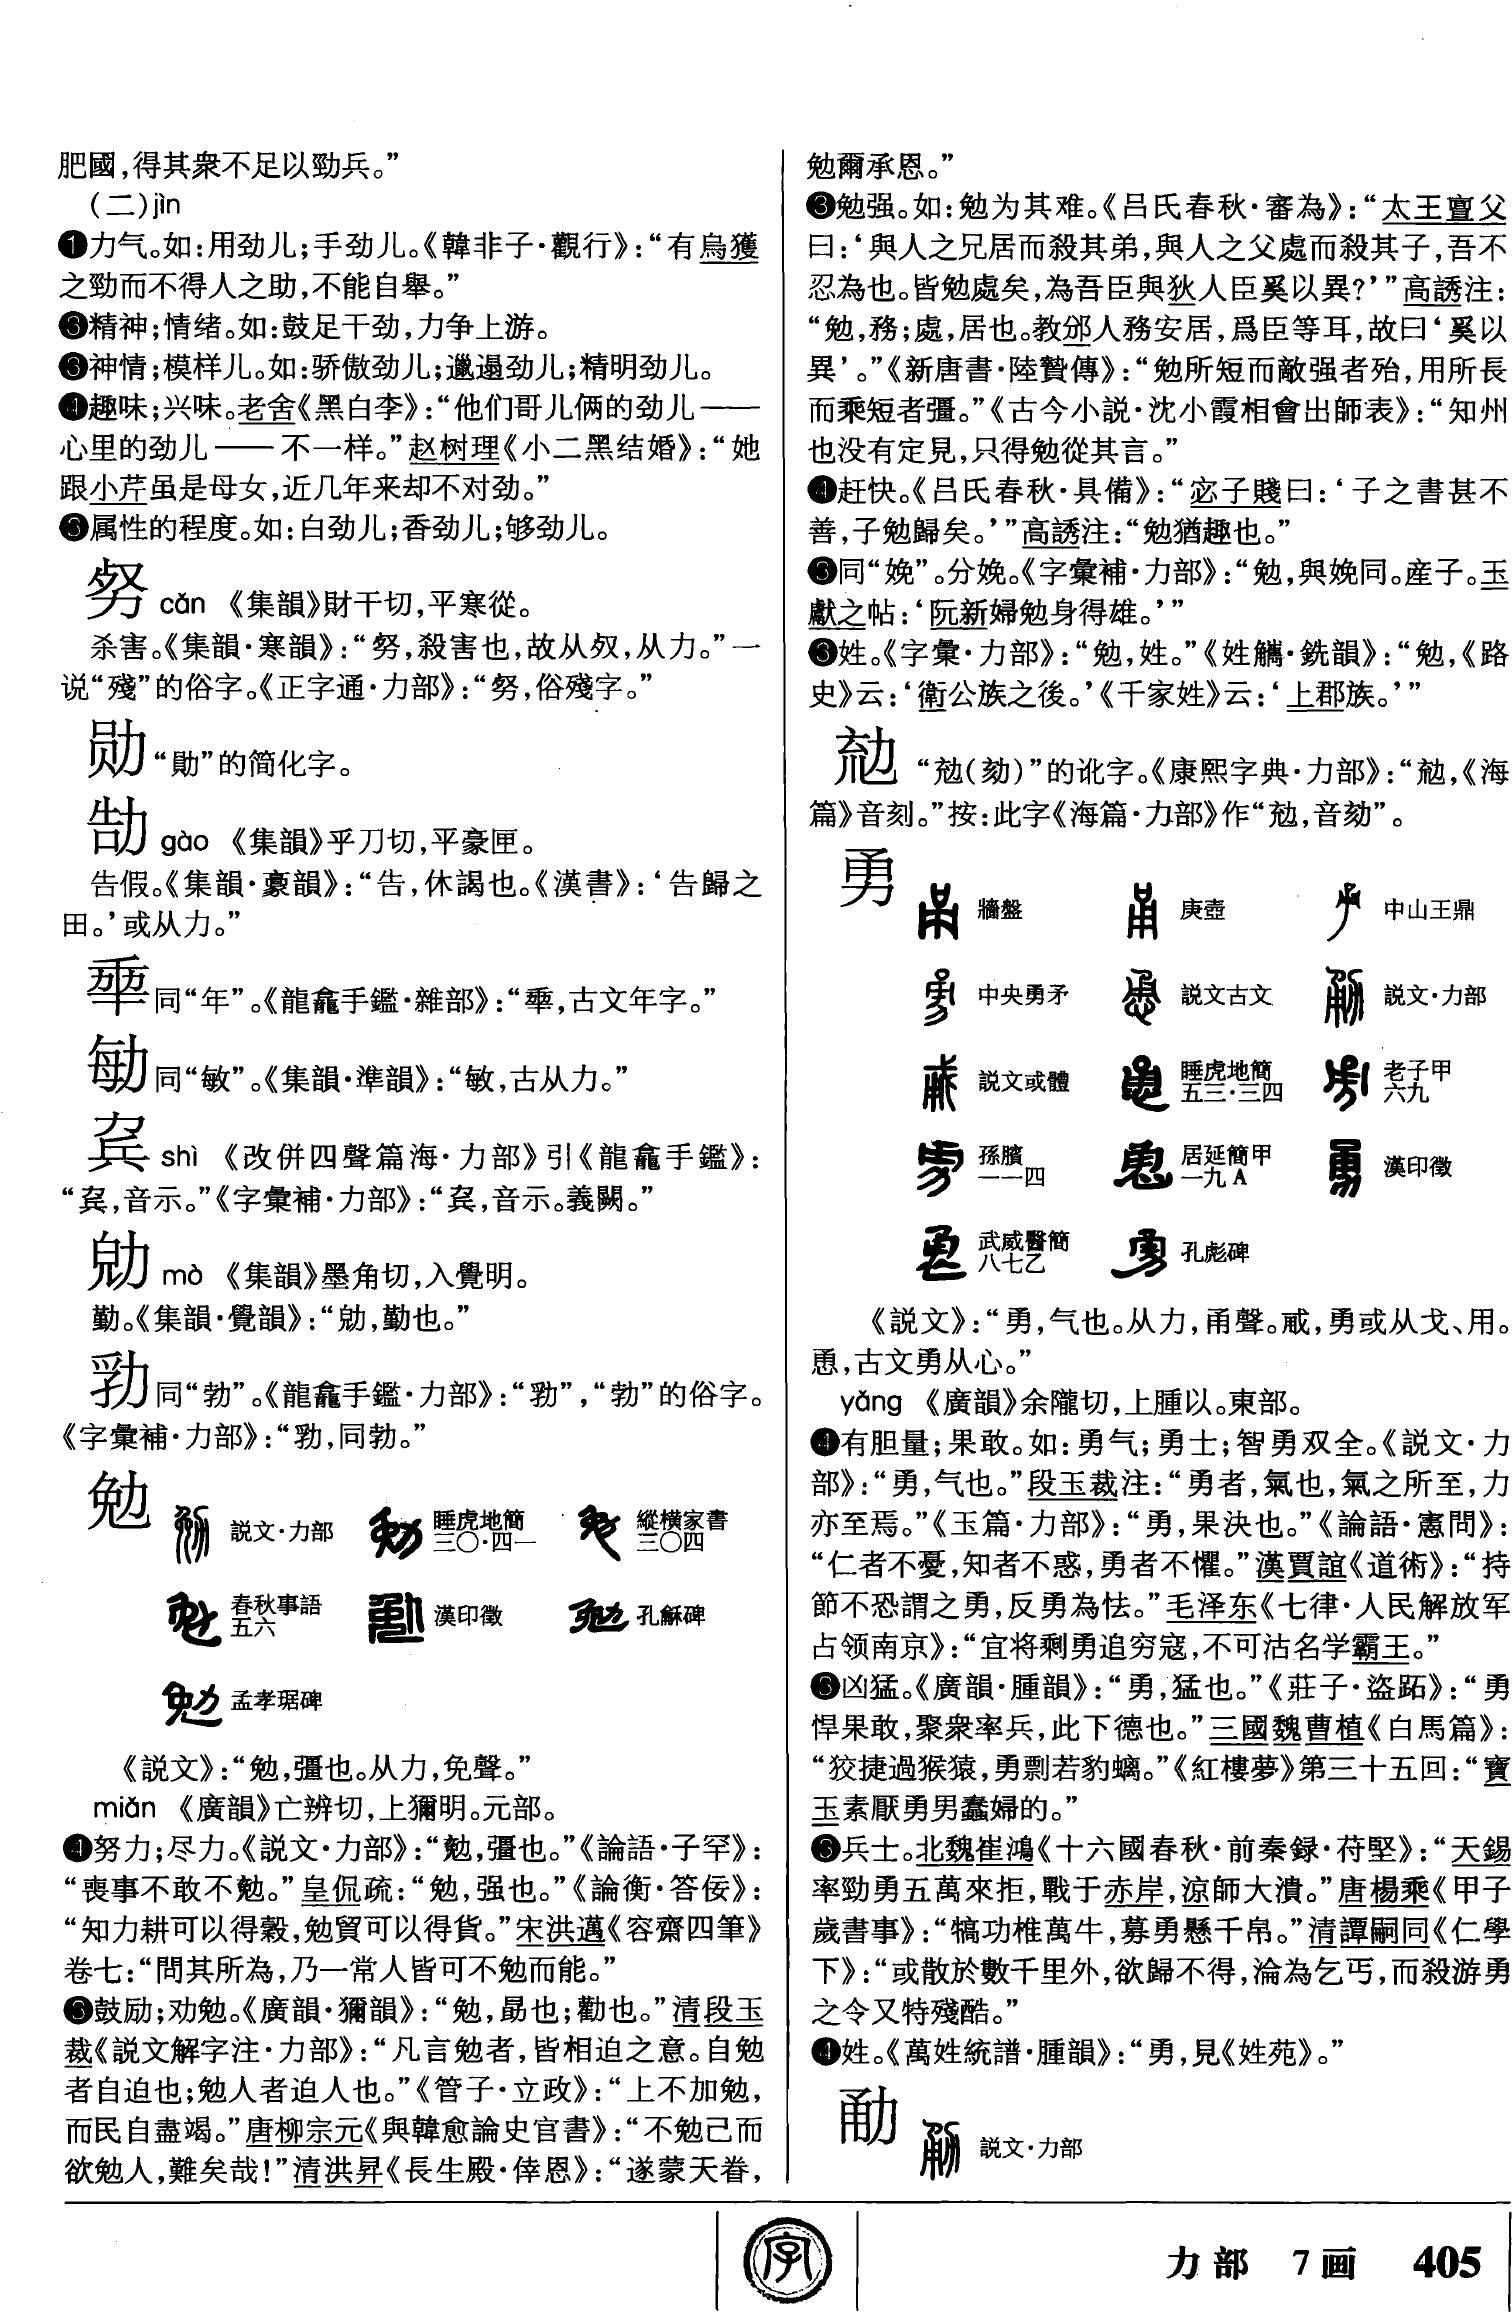 肥國，得其衆不足以勁兵。”
（二）jìn
❶力气。如：用劲儿；手劲儿。《韓非子·觀行》：“有烏獲
之勁而不得人之助，不能自舉。”
❸精神；情绪。如：鼓足干劲，力争上游。
❸神情；模样儿。如：骄傲劲儿；邋遢劲儿；精明劲儿。
❹趣味；兴味。老舍《黑白李》：“他们哥儿俩的劲儿——
心里的劲儿——不一样。”赵树理《小二黑结婚》：“她
跟小芹虽是母女，近几年来却不对劲。”
❸属性的程度。如：白劲儿；香劲儿；够劲儿。
cǎn 《集韻》財干切，平寒從。
杀害。《集韻·寒韻》：“，殺害也，故从𣦼，从力。”一
说“殘”的俗字。《正字通·力部》：“，俗殘字。”
勋 “勛”的简化字。
勂 gào 《集韻》乎刀切，平豪匣。
告假。《集韻·豪韻》：“告，休謁也。《漢書》：‘告歸之
田。’或从力。”
同“年”。《龍龕手鑑·雜部》：“，古文年字。”
勄 同“敏”。《集韻·準韻》：“敏，古从力。”
shì 《改併四聲篇海·力部》引《龍龕手鑑》：
“，音示。”《字彙補·力部》：“，音示。義闕。”
mò 《集韻》墨角切，入覺明。
勤。《集韻·覺韻》：“，勤也。”
同“勃”。《龍龕手鑑·力部》：“”，“勃”的俗字。
《字彙補·力部》：“，同勃。”
勉 説文·力部 睡虎地簡三〇·四一 縱横家書三〇四
春秋事語五六 漢印徵 孔龢碑
孟孝琚碑
《説文》：“勉，彊也。从力，免聲。”
miǎn 《廣韻》亡辨切，上獮明。元部。
❹努力；尽力。《説文·力部》：“勉，彊也。”《論語·子罕》：
“喪事不敢不勉。”皇侃疏：“勉，强也。”《論衡·答佞》：
“知力耕可以得穀，勉貿可以得貨。”宋洪邁《容齋四筆》
卷七：“問其所為，乃一常人皆可不勉而能。”
❸鼓励；劝勉。《廣韻·獮韻》：“勉，勗也；勸也。”清段玉
裁《説文解字注·力部》：“凡言勉者，皆相迫之意。自勉
者自迫也；勉人者迫人也。”《管子·立政》：“上不加勉，
而民自盡竭。”唐柳宗元《與韓愈論史官書》：“不勉己而
欲勉人，難矣哉！”清洪昇《長生殿·倖恩》：“遂蒙天眷，
勉爾承恩。”
❸勉强。如：勉为其难。《吕氏春秋·審為》：“太王亶父
曰：‘與人之兄居而殺其弟，與人之父處而殺其子，吾不
忍為也。皆勉處矣，為吾臣與狄人臣奚以異？’”高誘注：
“勉，務；處，居也。教邠人務安居，爲臣等耳，故曰‘奚以
異’。”《新唐書·陸贄傳》：“勉所短而敵强者殆，用所長
而乘短者彊。”《古今小説·沈小霞相會出師表》：“知州
也没有定見，只得勉從其言。”
❹赶快。《吕氏春秋·具備》：“宓子賤曰：‘子之書甚不
善，子勉歸矣。’”高誘注：“勉猶趣也。”
❸同“娩”。分娩。《字彙補·力部》：“勉，與娩同。産子。玉
獻之帖：‘阮新婦勉身得雄。’”
❸姓。《字彙·力部》：“勉，姓。”《姓觿·銑韻》：“勉，《路
史》云：‘衛公族之後。’《千家姓》云：‘上郡族。’”
“勀（勊）”的讹字。《康熙字典·力部》：“，《海
篇》音刻。”按：此字《海篇·力部》作“，音劾”。
勇 牆盤 庚壺 中山王鼎
中央勇矛 説文古文 説文·力部
説文或體 睡虎地簡五三·三四 老子甲六九
孫臏一一四 居延簡甲一九A 漢印徵
武威醫簡八七乙 孔彪碑
《説文》：“勇，气也。从力，甬聲。㦷，勇或从戈、用。
恿，古文勇从心。”
yǎng 《廣韻》余隴切，上腫以。東部。
❹有胆量；果敢。如：勇气；勇士；智勇双全。《説文·力
部》：“勇，气也。”段玉裁注：“勇者，氣也，氣之所至，力
亦至焉。”《玉篇·力部》：“勇，果決也。”《論語·憲問》：
“仁者不憂，知者不惑，勇者不懼。”漢賈誼《道術》：“持
節不恐謂之勇，反勇為怯。”毛泽东《七律·人民解放军
占领南京》：“宜将剩勇追穷寇，不可沽名学霸王。”
❸凶猛。《廣韻·腫韻》：“勇，猛也。”《莊子·盜跖》：“勇
悍果敢，聚衆率兵，此下德也。”三國魏曹植《白馬篇》：
“狡捷過猴猿，勇剽若豹螭。”《紅樓夢》第三十五回：“寶
玉素厭勇男蠢婦的。”
❸兵士。北魏崔鴻《十六國春秋·前秦録·苻堅》：“天錫
率勁勇五萬來拒，戰于赤岸，涼師大潰。”唐楊乘《甲子
歲書事》：“犒功椎萬牛，募勇懸千帛。”清譚嗣同《仁學
下》：“或散於數千里外，欲歸不得，淪為乞丐，而殺游勇
之令又特殘酷。”
❹姓。《萬姓統譜·腫韻》：“勇，見《姓苑》。”
勈 説文·力部
字
力部 7画 405